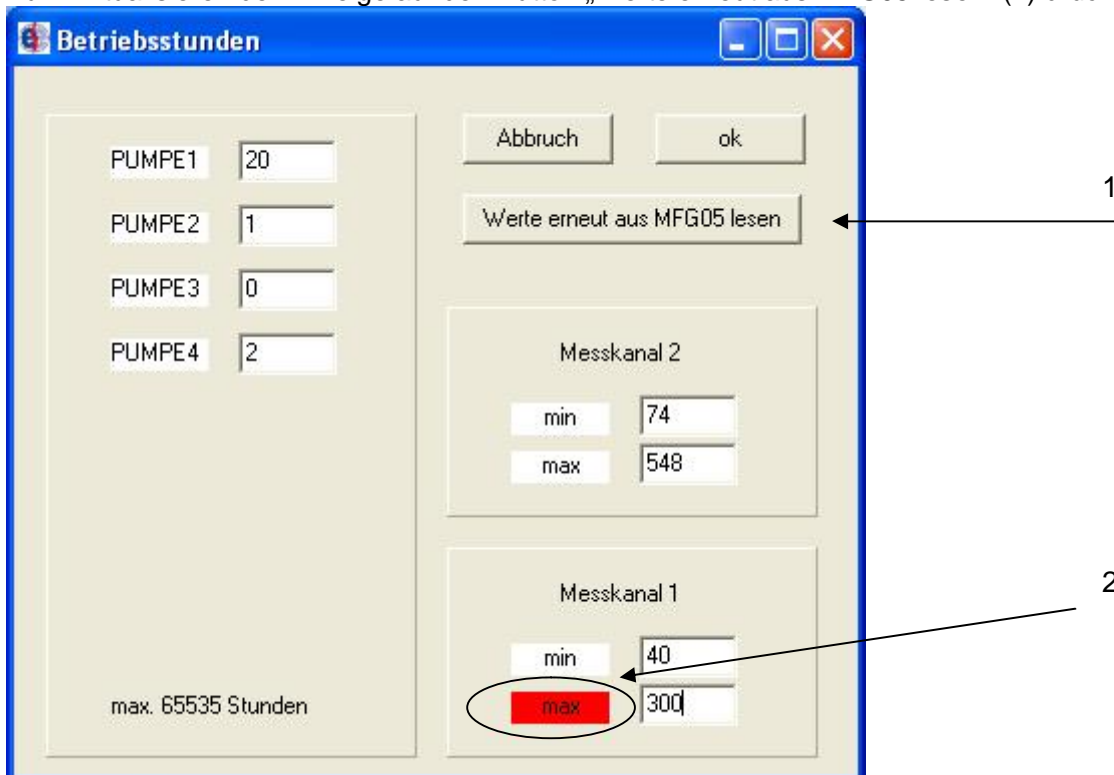 Betriebsstunden
PUMPE1 20
PUMPE2 1
PUMPE3 0
PUMPE4 2
max. 65535 Stunden
Abbruch ok
Werte erneut aus MFG05 lesen
1
Messkanal 2
min 74
max 548
2
Messkanal 1
min 40
max 300